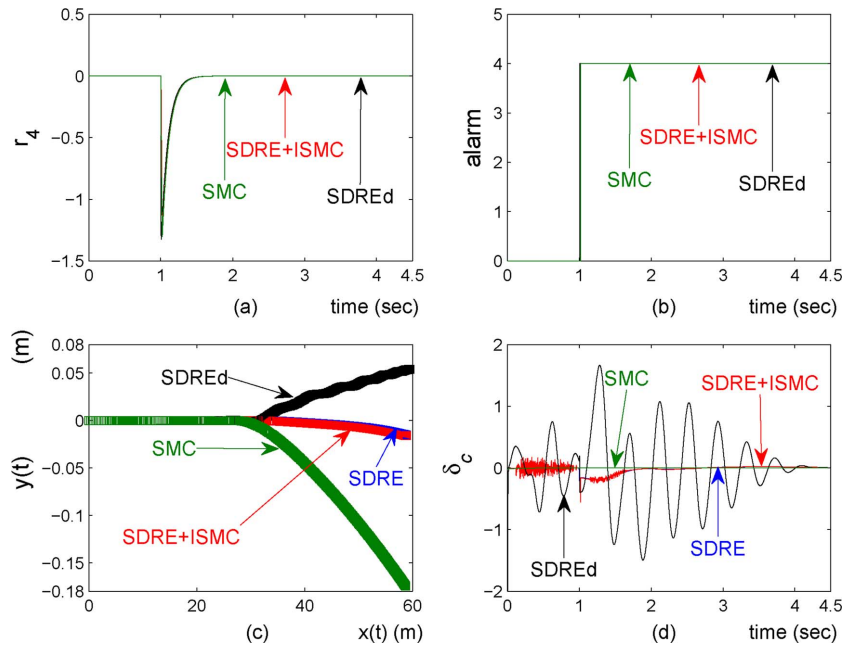 0
−0.5
−1
−1.5
r4
SMC
SDRE+ISMC
SDREd
0 1 2 3 4 4.5
(a) time (sec)
5
4
3
2
1
0
alarm
SMC
SDRE+ISMC
SDREd
0 1 2 3 4 4.5
(b) time (sec)
(m)
y(t)
0.08
0.05
0
−0.05
−0.1
−0.15
−0.18
SDREd
SMC
SDRE
SDRE+ISMC
0 20 40 60
(c) x(t) (m)
2
1
0
−1
−2
δc
SMC
SDRE+ISMC
SDRE
SDREd
0 1 2 3 4 4.5
(d) time (sec)